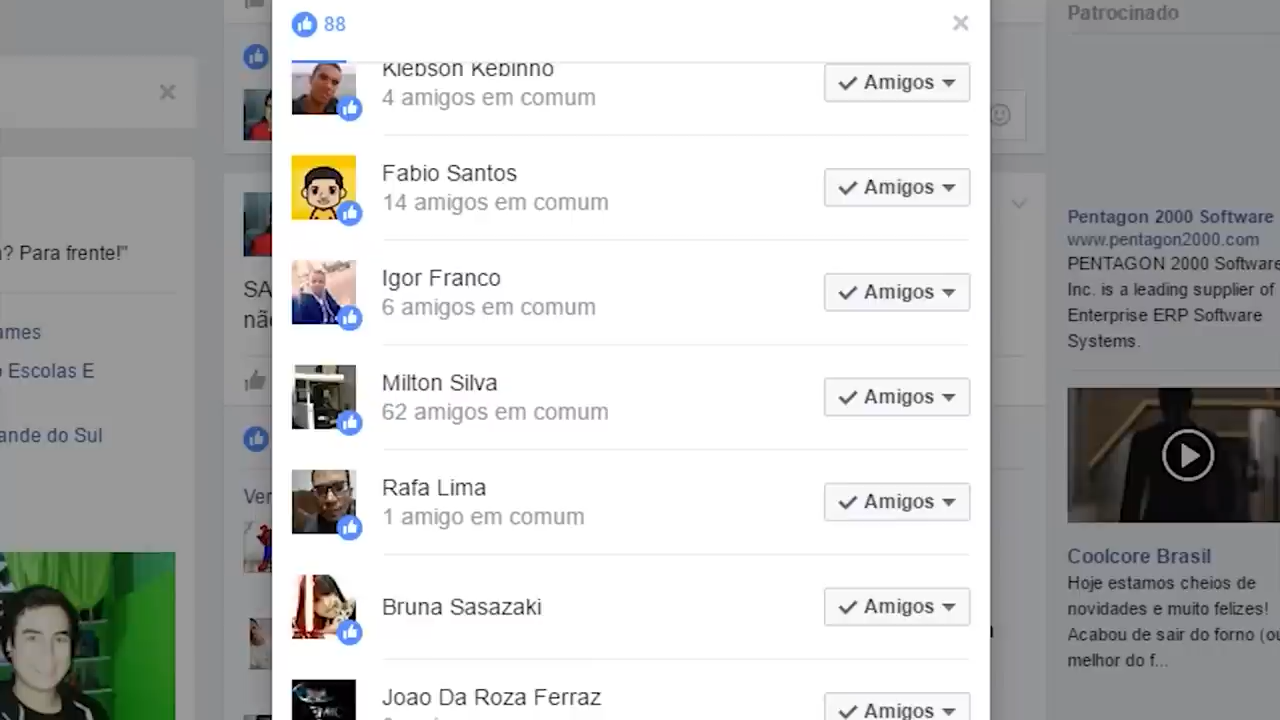 88
Patrocinado
Klebson Kebinho
4 amigos em comum
Amigos
Fabio Santos
14 amigos em comum
Amigos
Igor Franco
6 amigos em comum
Amigos
Milton Silva
62 amigos em comum
Amigos
Rafa Lima
1 amigo em comum
Amigos
Bruna Sasazaki
Amigos
Joao Da Roza Ferraz
Amigos
? Para frente!"
ames
Escolas E
ande do Sul
SA
não
Ver
Pentagon 2000 Software
www.pentagon2000.com
PENTAGON 2000 Software
Inc. is a leading supplier of
Enterprise ERP Software
Systems.
Coolcore Brasil
Hoje estamos cheios de
novidades e muito felizes!
Acabou de sair do forno (ou
melhor do f...